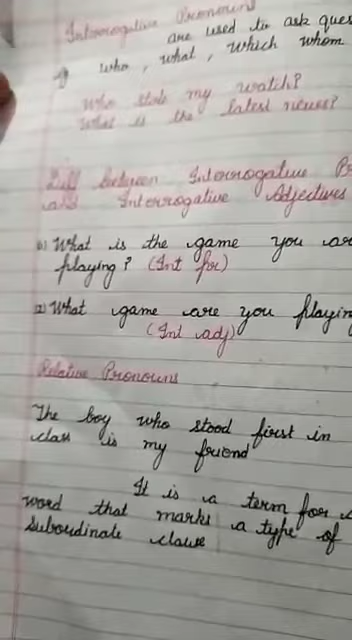 Interrogative Pronouns
are used to ask ques
who, what, which whom
Who stole my watch?
What is the latest news?
Diff between Interrogative P
and Interrogative Adjectives
What is the game you are
playing? (Int pr)
What game are you playin
(Int adj)
Relative Pronouns
The boy who stood first in
class is my friend
It is a term for a
word that marks a type of
subordinate clause